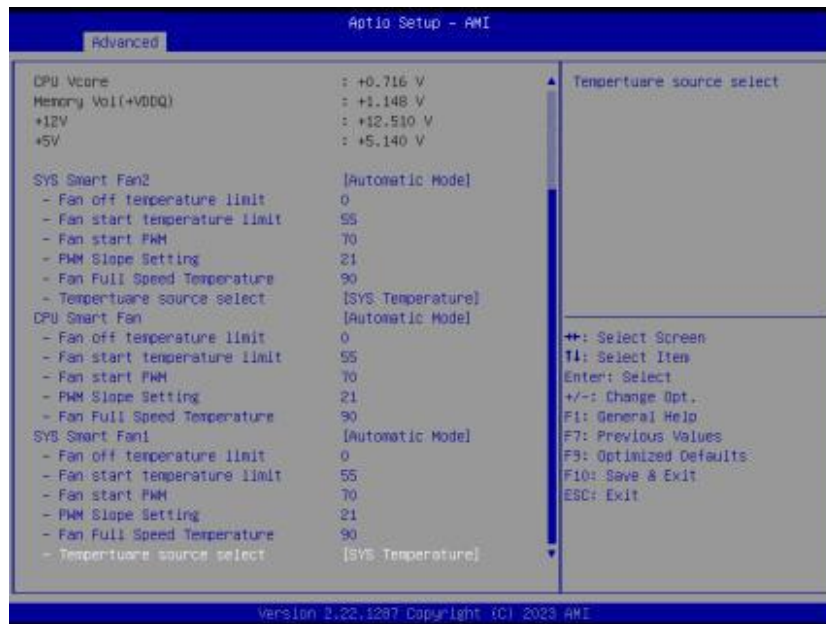 Aptio Setup - AMI
Advanced
CPU Vcore : +0.716 V
Memory Vol(+VDDQ) : +1.148 V
+12V : +12.510 V
+5V : +5.140 V
SYS Smart Fan2 [Automatic Mode]
- Fan off temperature limit 0
- Fan start temperature limit 55
- Fan start PWM 70
- PWM Slope Setting 21
- Fan Full Speed Temperature 90
- Tempertuare source select [SYS Temperature]
CPU Smart Fan [Automatic Mode]
- Fan off temperature limit 0
- Fan start temperature limit 55
- Fan start PWM 70
- PWM Slope Setting 21
- Fan Full Speed Temperature 90
SYS Smart Fan1 [Automatic Mode]
- Fan off temperature limit 0
- Fan start temperature limit 55
- Fan start PWM 70
- PWM Slope Setting 21
- Fan Full Speed Temperature 90
- Tempertuare source select [SYS Temperature]
Tempertuare source select
→←: Select Screen
↑↓: Select Item
Enter: Select
+/-: Change Opt.
F1: General Help
F7: Previous Values
F9: Optimized Defaults
F10: Save & Exit
ESC: Exit
Version 2.22.1287 Copyright (C) 2023 AMI